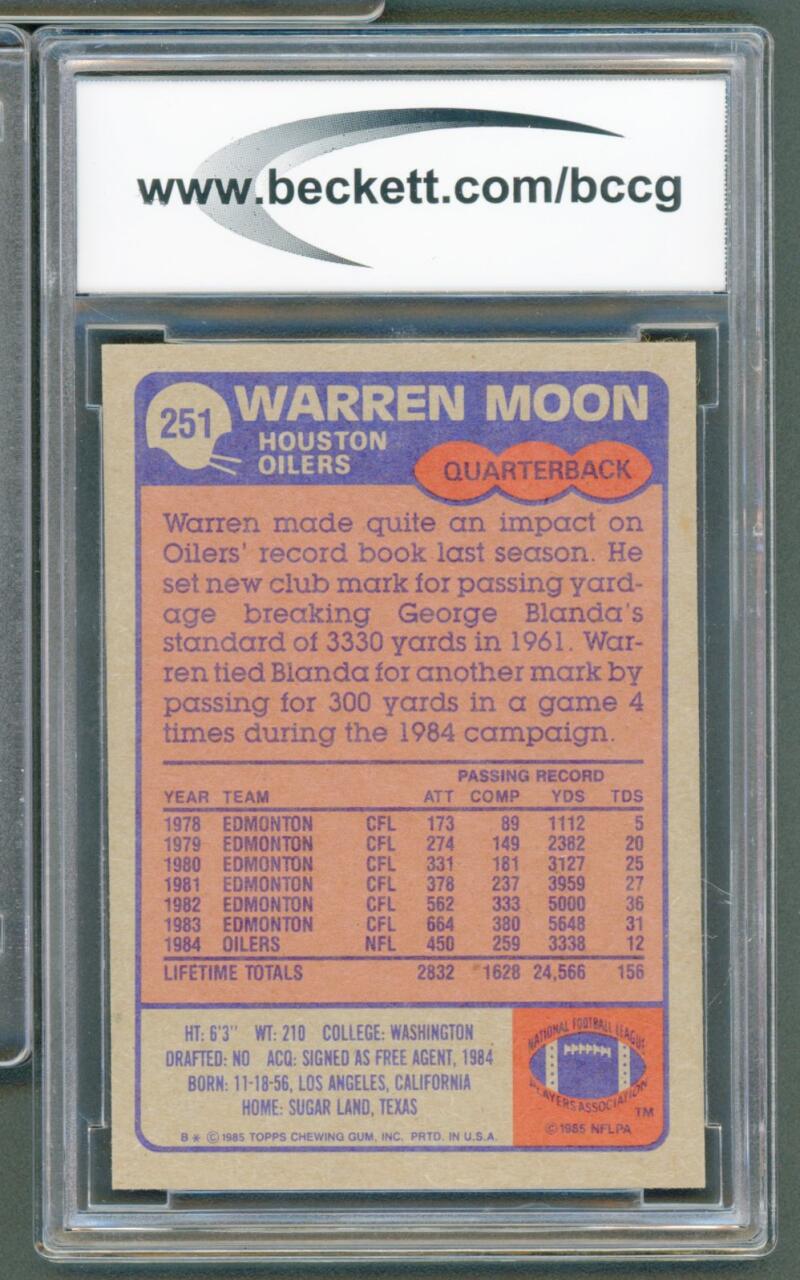 www.beckett.com/bccg
251 WARREN MOON
HOUSTON
OILERS
QUARTERBACK
Warren made quite an impact on
Oilers' record book last season. He
set new club mark for passing yard-
age breaking George Blanda's
standard of 3330 yards in 1961. War-
ren tied Blanda for another mark by
passing for 300 yards in a game 4
times during the 1984 campaign.
PASSING RECORD
YEAR TEAM ATT COMP YDS TDS
1978 EDMONTON CFL 173 89 1112 5
1979 EDMONTON CFL 274 149 2382 20
1980 EDMONTON CFL 331 181 3127 25
1981 EDMONTON CFL 378 237 3959 27
1982 EDMONTON CFL 562 333 5000 36
1983 EDMONTON CFL 664 380 5648 31
1984 OILERS NFL 450 259 3338 12
LIFETIME TOTALS 2832 1628 24,566 156
HT: 6'3" WT: 210 COLLEGE: WASHINGTON
DRAFTED: NO ACQ: SIGNED AS FREE AGENT, 1984
BORN: 11-18-56, LOS ANGELES, CALIFORNIA
HOME: SUGAR LAND, TEXAS
B* ©1985 TOPPS CHEWING GUM, INC. PRTD. IN U.S.A.
NATIONAL FOOTBALL LEAGUE
PLAYERS ASSOCIATION
TM
©1985 NFLPA